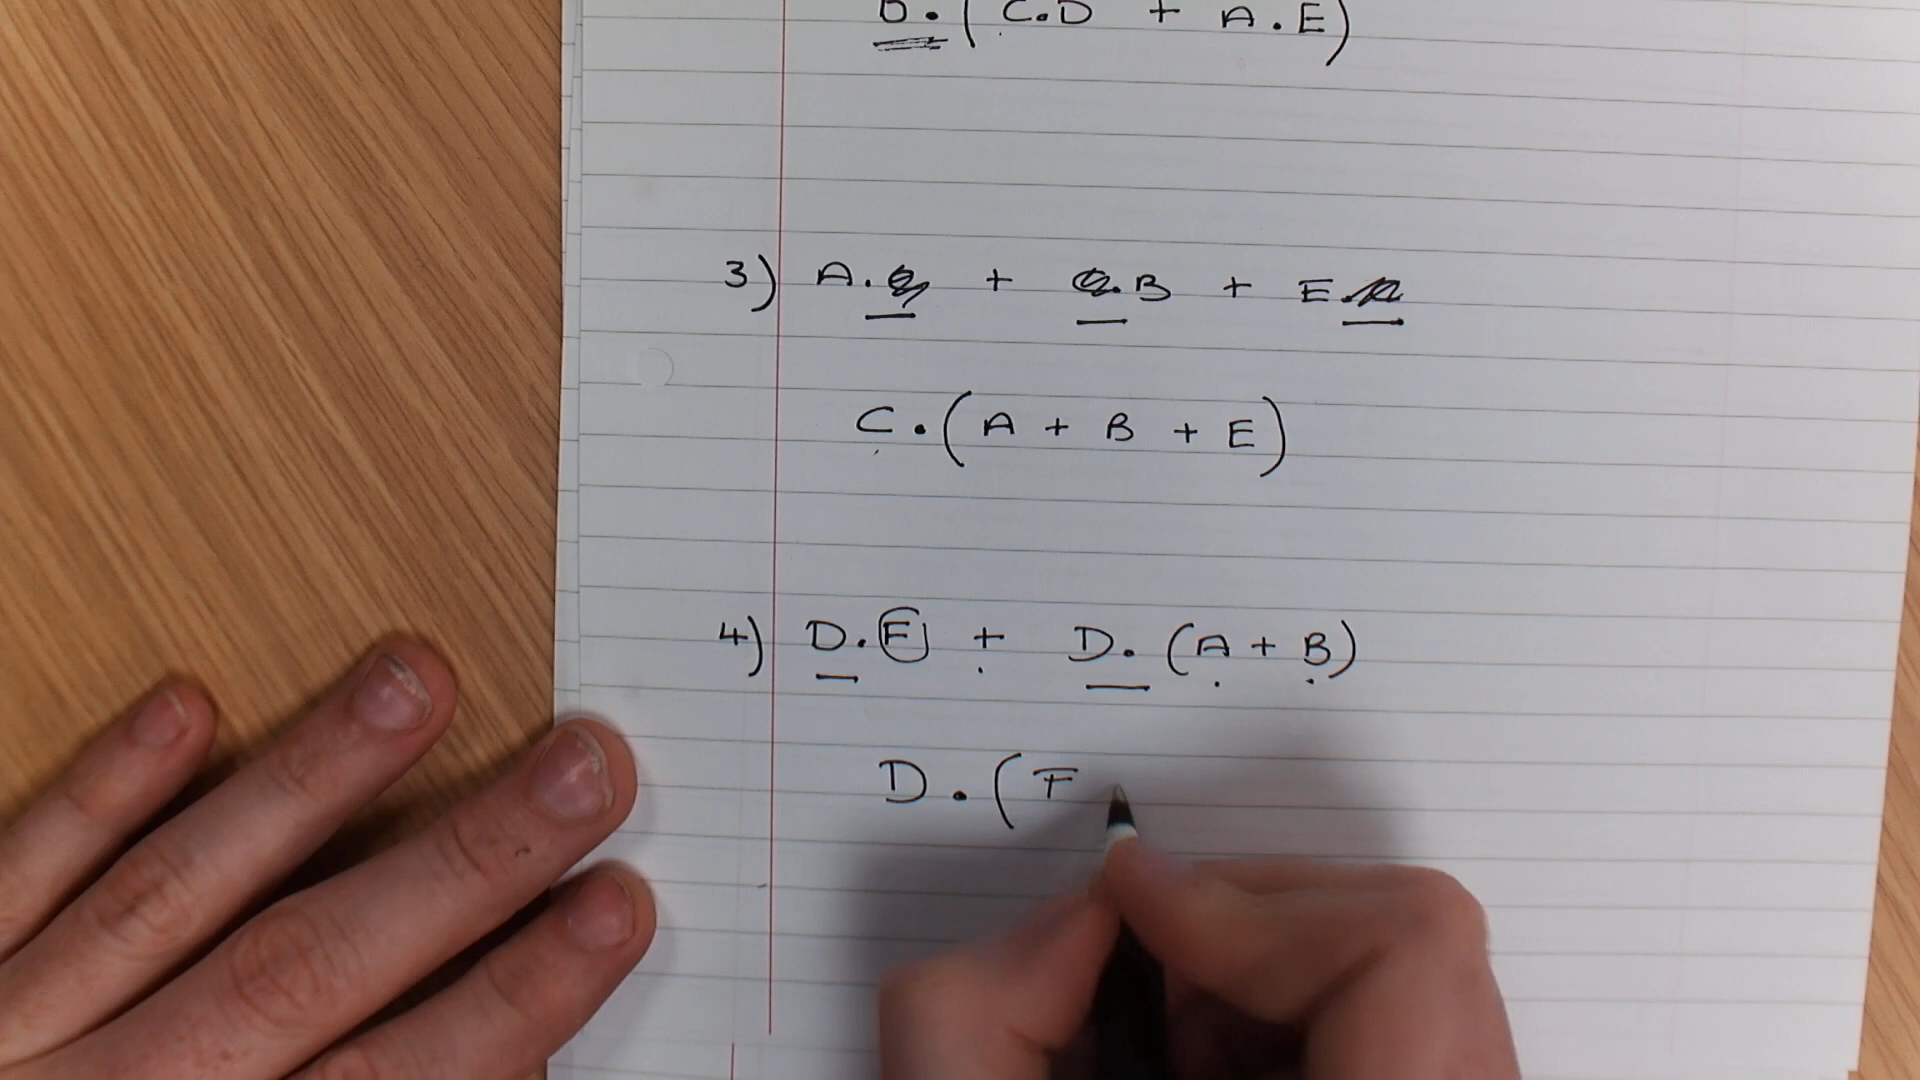 D.(C.D + A.E)
3) A. + .B + E.
C.(A + B + E)
4) D.F + D.(A + B)
D.(F